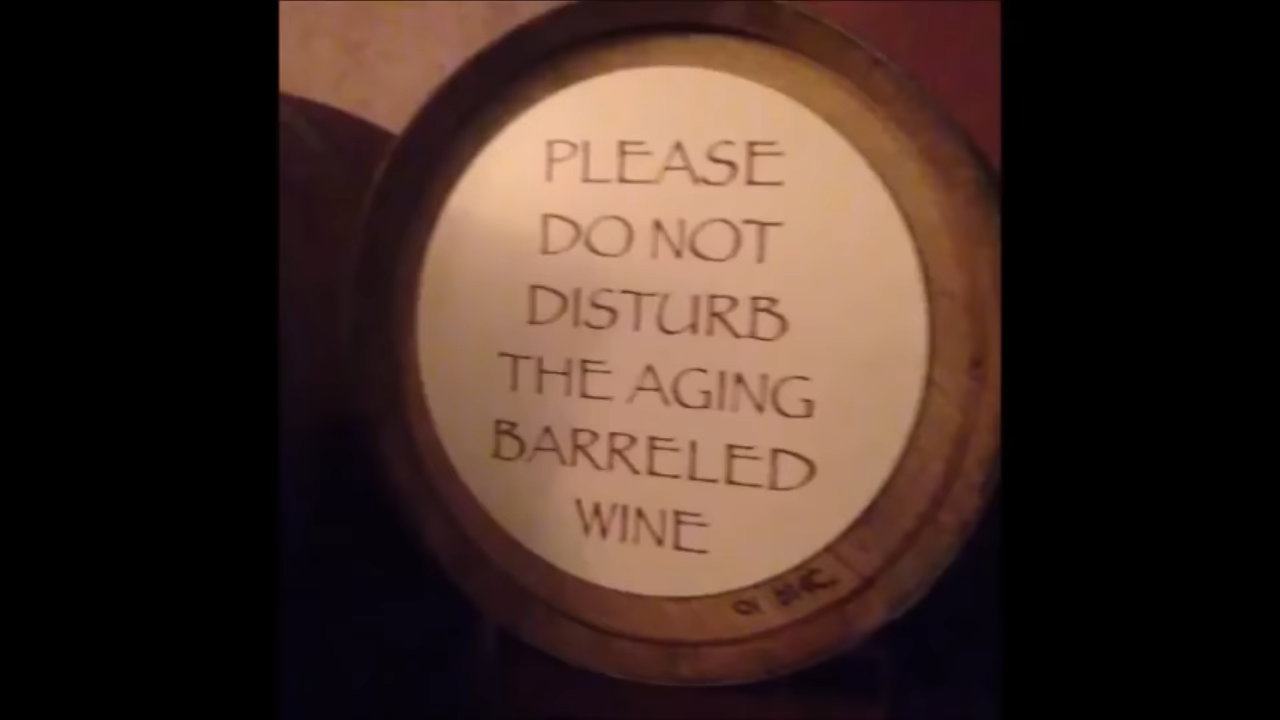 PLEASE
DO NOT
DISTURB
THE AGING
BARRELED
WINE